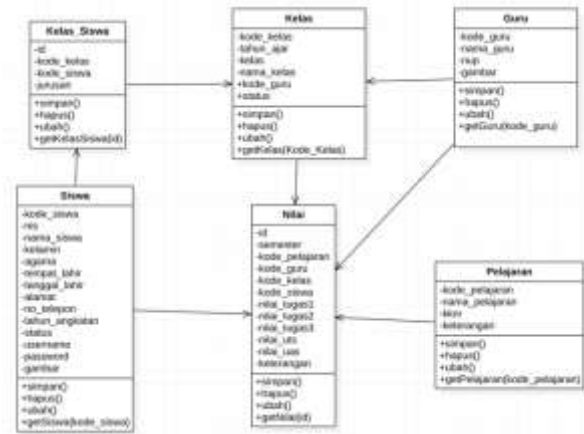 Kelas_Siswa
-id
-kode_kelas
-kode_siswa
-jurusan
+simpan()
+hapus()
+ubah()
+getKelasSiswa(id)
Kelas
-kode_kelas
-tahun_ajar
-kelas
-nama_kelas
+kode_guru
+status
+simpan()
+hapus()
+ubah()
+getKelas(Kode_Kelas)
Guru
-kode_guru
-nama_guru
-nip
-gambar
+simpan()
+hapus()
+ubah()
+getGuru(kode_guru)
Siswa
-kode_siswa
-nis
-nama_siswa
-kelamin
-agama
-tempat_lahir
-tanggal_lahir
-alamat
-no_telepon
-tahun_angkatan
-status
-username
-password
-gambar
+simpan()
+hapus()
+ubah()
+getSiswa(kode_siswa)
Nilai
-id
-semester
-kode_pelajaran
-kode_guru
-kode_kelas
-kode_siswa
-nilai_tugas1
-nilai_tugas2
-nilai_tugas3
-nilai_uts
-nilai_uas
-keterangan
+simpan()
+hapus()
+ubah()
+getNilai(id)
Pelajaran
-kode_pelajaran
-nama_pelajaran
-kkm
-keterangan
+simpan()
+hapus()
+ubah()
+getPelajaran(kode_pelajaran)